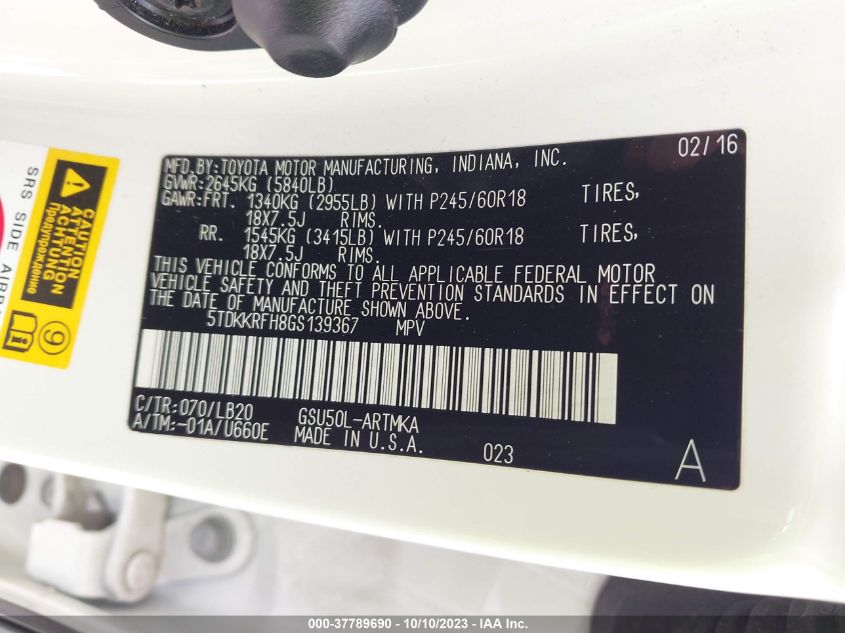 02/16
MFD.BY:TOYOTA MOTOR MANUFACTURING, INDIANA, INC.
GVWR:2645KG (5840LB)
GAWR:FRT. 1340KG (2955LB) WITH P245/60R18 TIRES,
18X7.5J RIMS.
RR. 1545KG (3415LB) WITH P245/60R18 TIRES,
18X7.5J RIMS.
THIS VEHICLE CONFORMS TO ALL APPLICABLE FEDERAL MOTOR
VEHICLE SAFETY AND THEFT PREVENTION STANDARDS IN EFFECT ON
THE DATE OF MANUFACTURE SHOWN ABOVE.
5TDKKRFH8GS139367 MPV
C/TR:070/LB20 GSU50L-ARTMKA
A/TM:-01A/U660E MADE IN U.S.A. 023
A
CAUTION
ATTENTION
ACHTUNG
Предупреждение
9
SRS SIDE
000-37789690 - 10/10/2023 - IAA Inc.